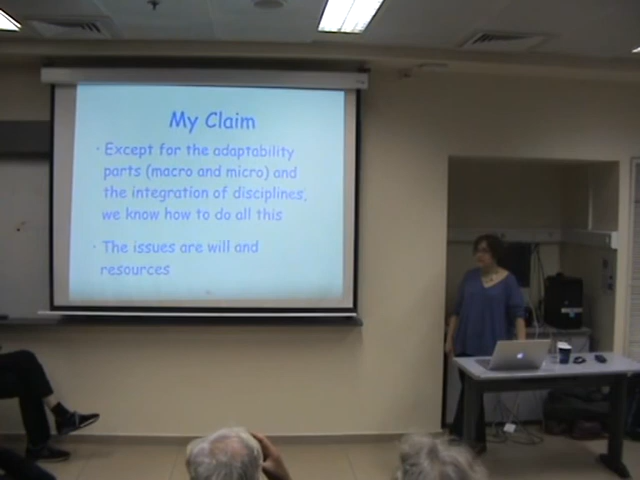 My Claim
· Except for the adaptability
parts (macro and micro) and
the integration of disciplines,
we know how to do all this
· The issues are will and
resources